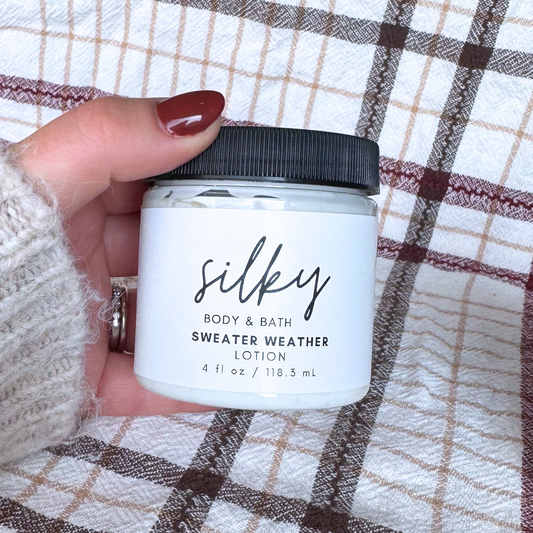 silky
BODY & BATH
SWEATER WEATHER
LOTION
4 fl oz / 118.3 mL